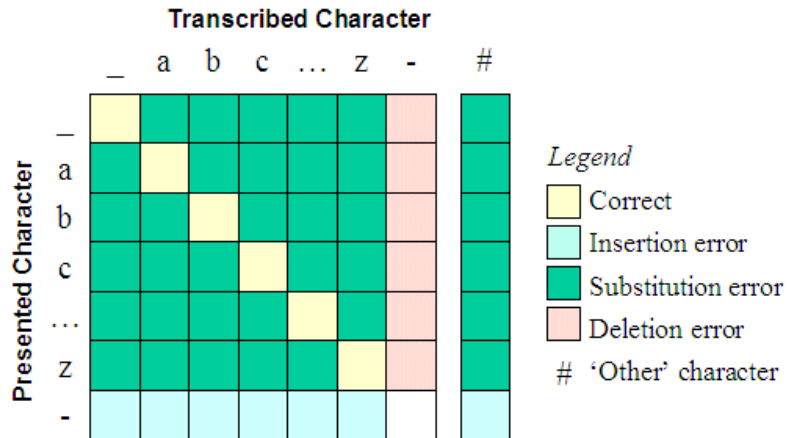 Transcribed Character
_ a b c … z - #
Presented Character
_
a
b
c
…
z
-
Legend
Correct
Insertion error
Substitution error
Deletion error
# ‘Other’ character